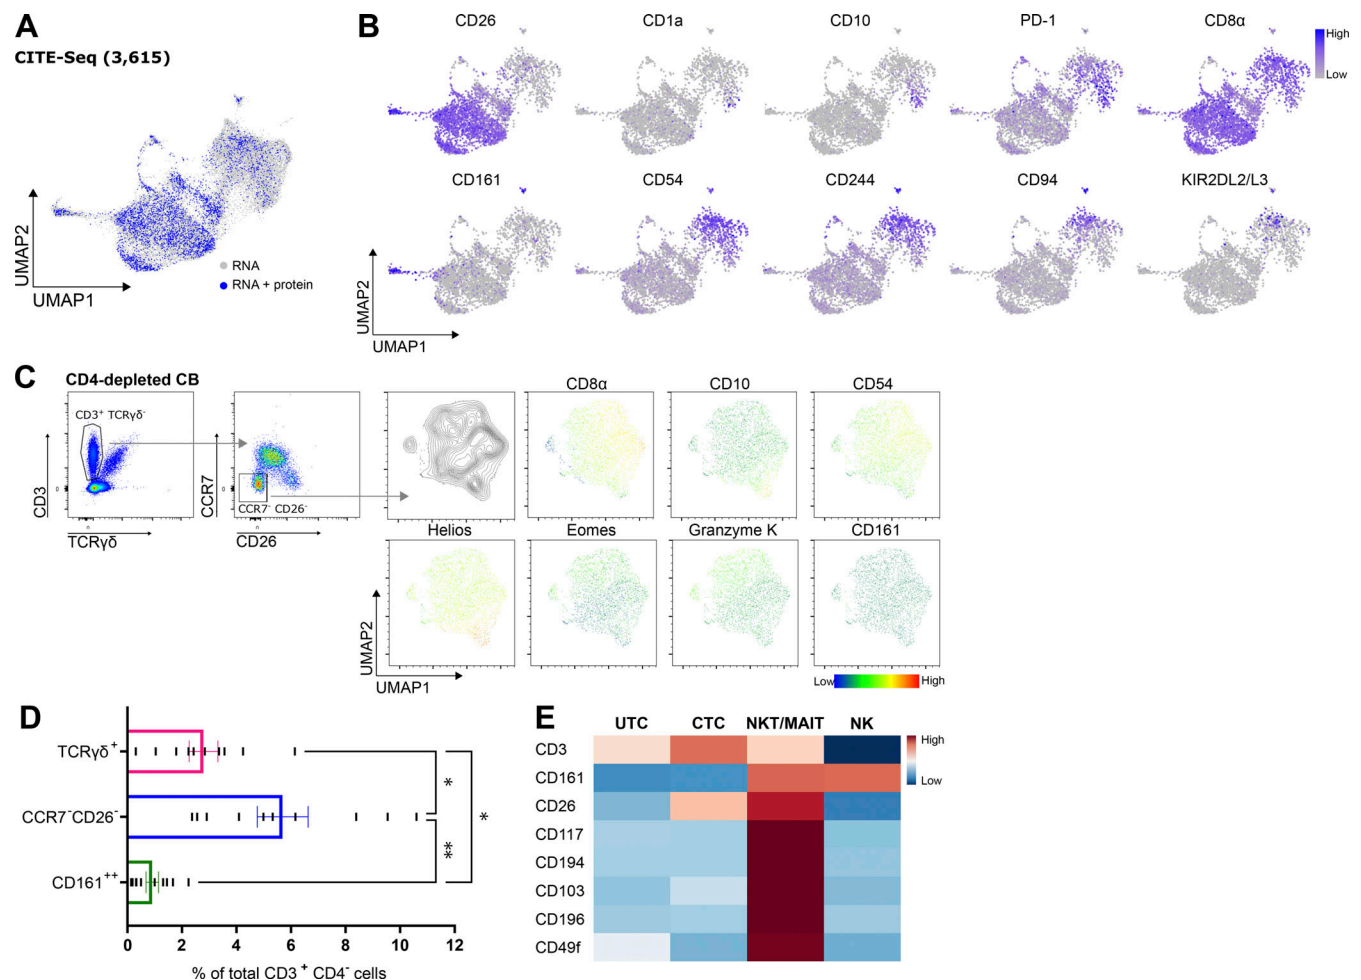 A
CITE-Seq (3,615)
UMAP2
UMAP1
RNA
RNA + protein
B
CD26
CD1a
CD10
PD-1
CD8α
High
Low
CD161
CD54
CD244
CD94
KIR2DL2/L3
UMAP2
UMAP1
C
CD4-depleted CB
CD3⁺ TCRγδ⁻
CD3
0
TCRγδ
CCR7
0
CCR7⁻ CD26⁻
CD26
CD8α
CD10
CD54
Helios
Eomes
Granzyme K
CD161
UMAP2
UMAP1
Low
High
D
TCRγδ⁺
CCR7⁻CD26⁻
CD161⁺⁺
*
**
*
0 2 4 6 8 10 12
% of total CD3⁺ CD4⁻ cells
E
UTC CTC NKT/MAIT NK
CD3
CD161
CD26
CD117
CD194
CD103
CD196
CD49f
High
Low